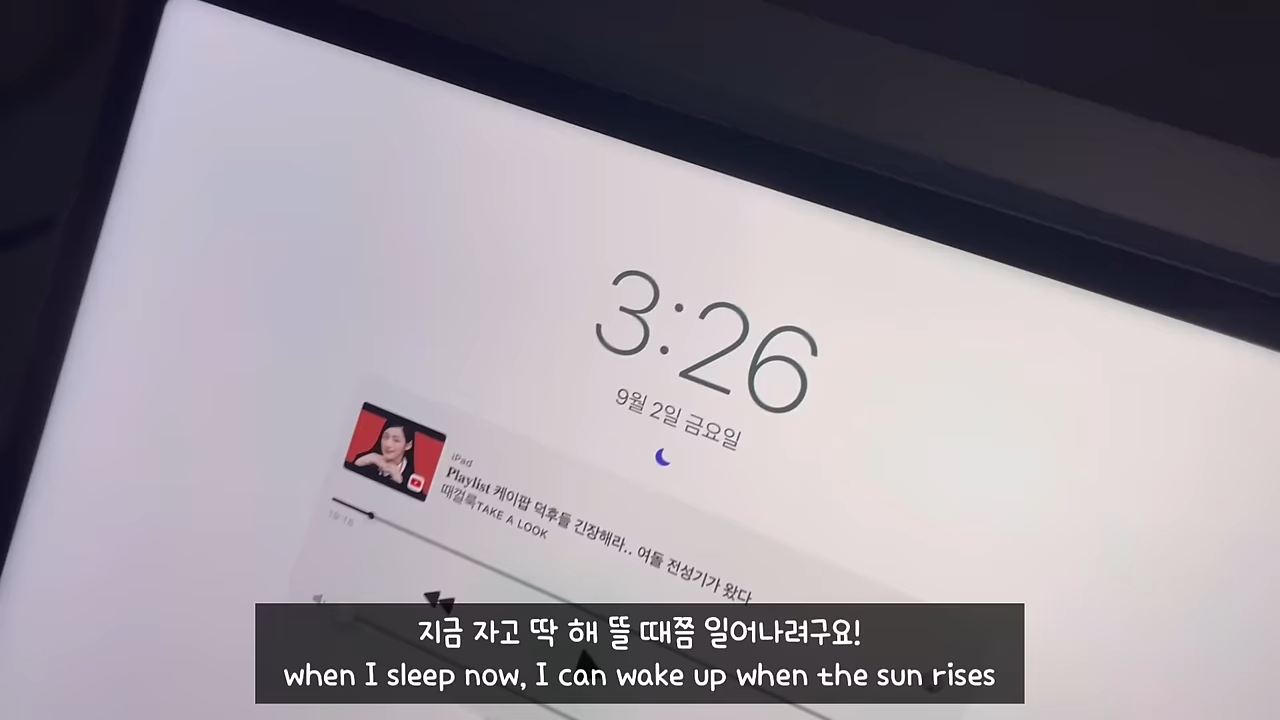 3:26
9월 2일 금요일
iPad
Playlist 케이팝 덕후들 긴장해라.. 여돌 전성기가 왔다
때껄룩TAKE A LOOK
19:18
지금 자고 딱 해 뜰 때쯤 일어나려구요!
when I sleep now, I can wake up when the sun rises